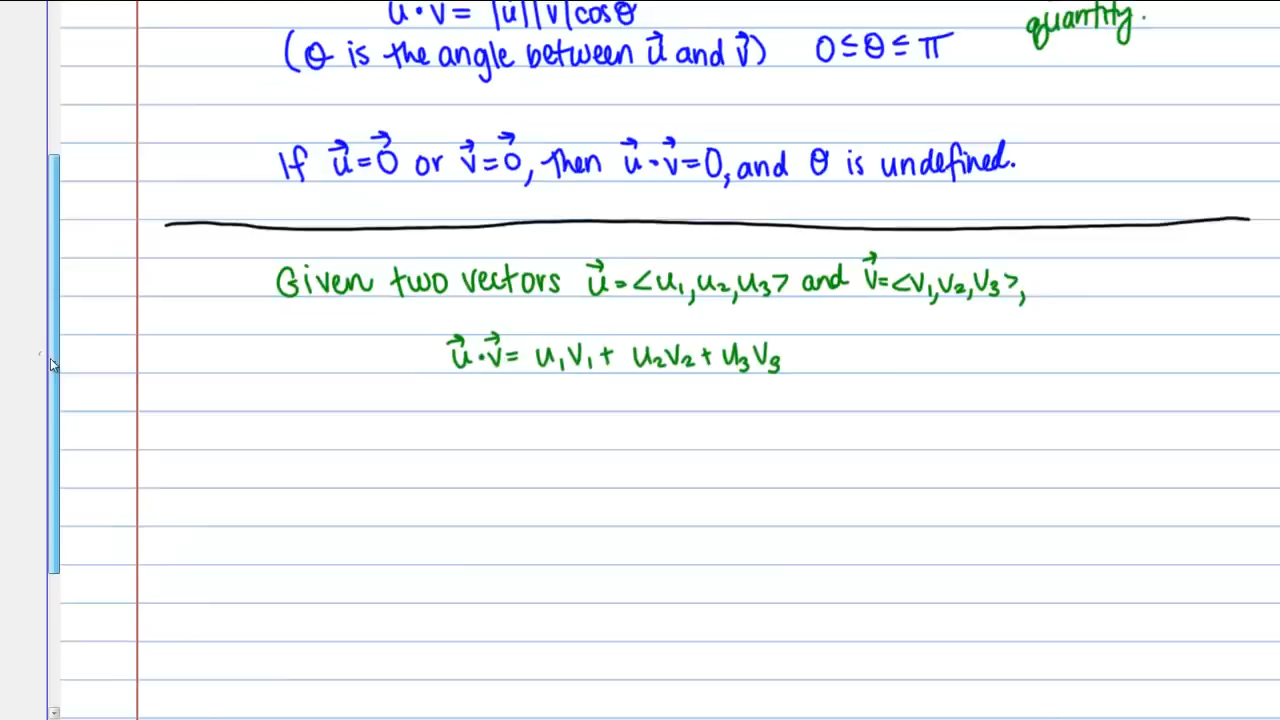 u · v = |u||v|cosθ
quantity.
(θ is the angle between u⃗ and v⃗) 0 ≤ θ ≤ π
If u⃗ = 0⃗ or v⃗ = 0⃗, then u⃗ · v⃗ = 0, and θ is undefined.
Given two vectors u⃗ = <u₁, u₂, u₃> and v⃗ = <v₁, v₂, v₃>,
u⃗ · v⃗ = u₁v₁ + u₂v₂ + u₃v₃